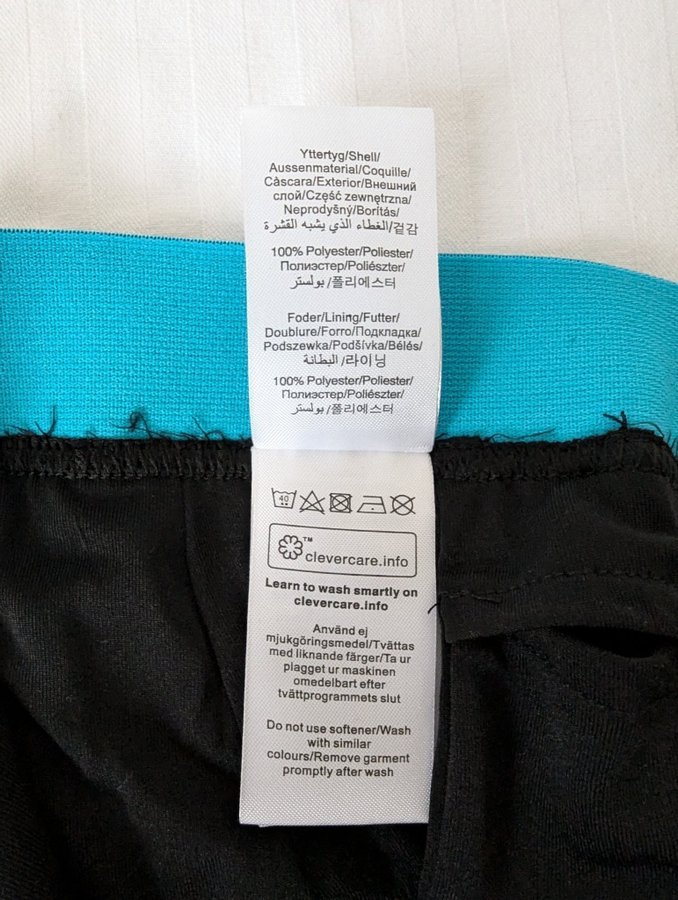 Yttertyg/Shell/
Aussenmaterial/Coquille/
Càscara/Exterior/Внешний
слой/Część zewnętrzna/
Neprodyšný/Borítás/
الغطاء الذي يشبه القشرة/겉감
100% Polyester/Poliester/
Полиэстер/Poliészter/
بولستر/폴리에스터
Foder/Lining/Futter/
Doublure/Forro/Подкладка/
Podszewka/Podšívka/Bélés/
البطانة/라이닝
100% Polyester/Poliester/
Полиэстер/Poliészter/
بولستر/폴리에스터
40
TM
clevercare.info
Learn to wash smartly on
clevercare.info
Använd ej
mjukgöringsmedel/Tvättas
med liknande färger/Ta ur
plagget ur maskinen
omedelbart efter
tvättprogrammets slut
Do not use softener/Wash
with similar
colours/Remove garment
promptly after wash